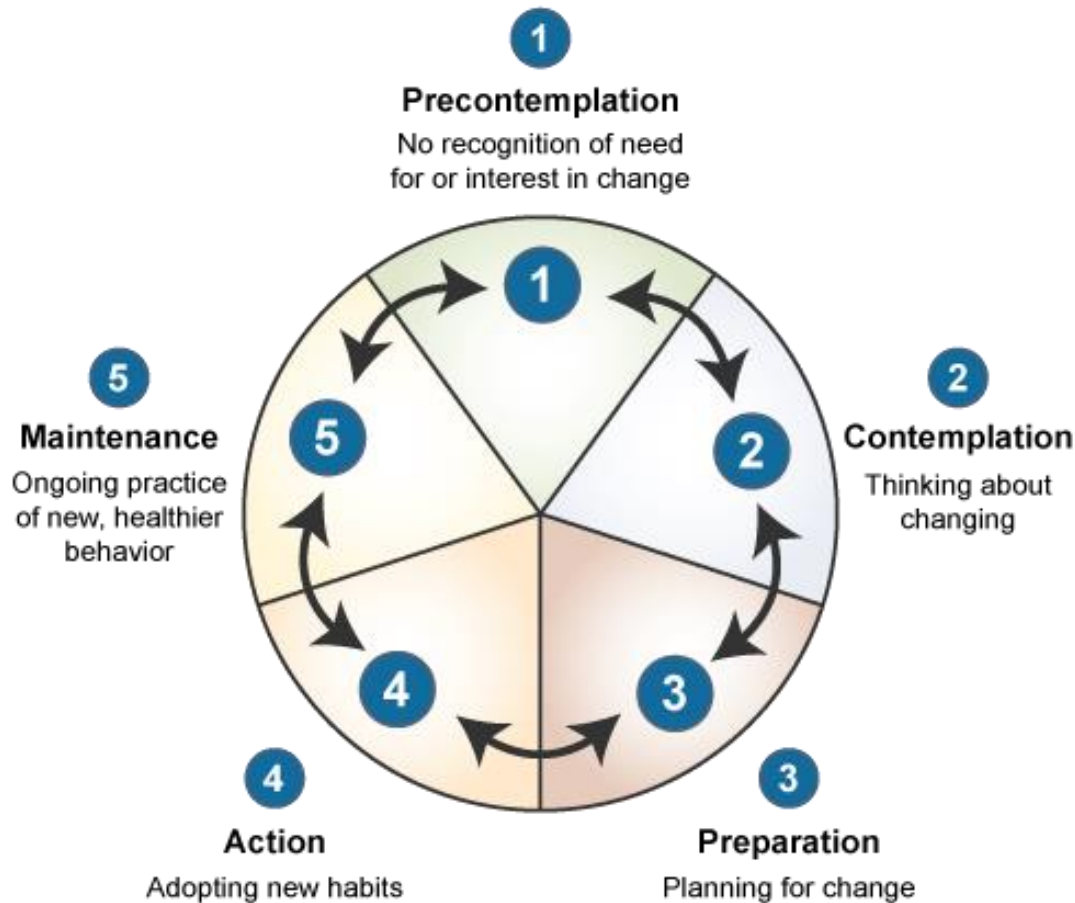 1
Precontemplation
No recognition of need
for or interest in change
1
2
Contemplation
Thinking about
changing
2
3
3
Preparation
Planning for change
4
4
Action
Adopting new habits
5
5
Maintenance
Ongoing practice
of new, healthier
behavior